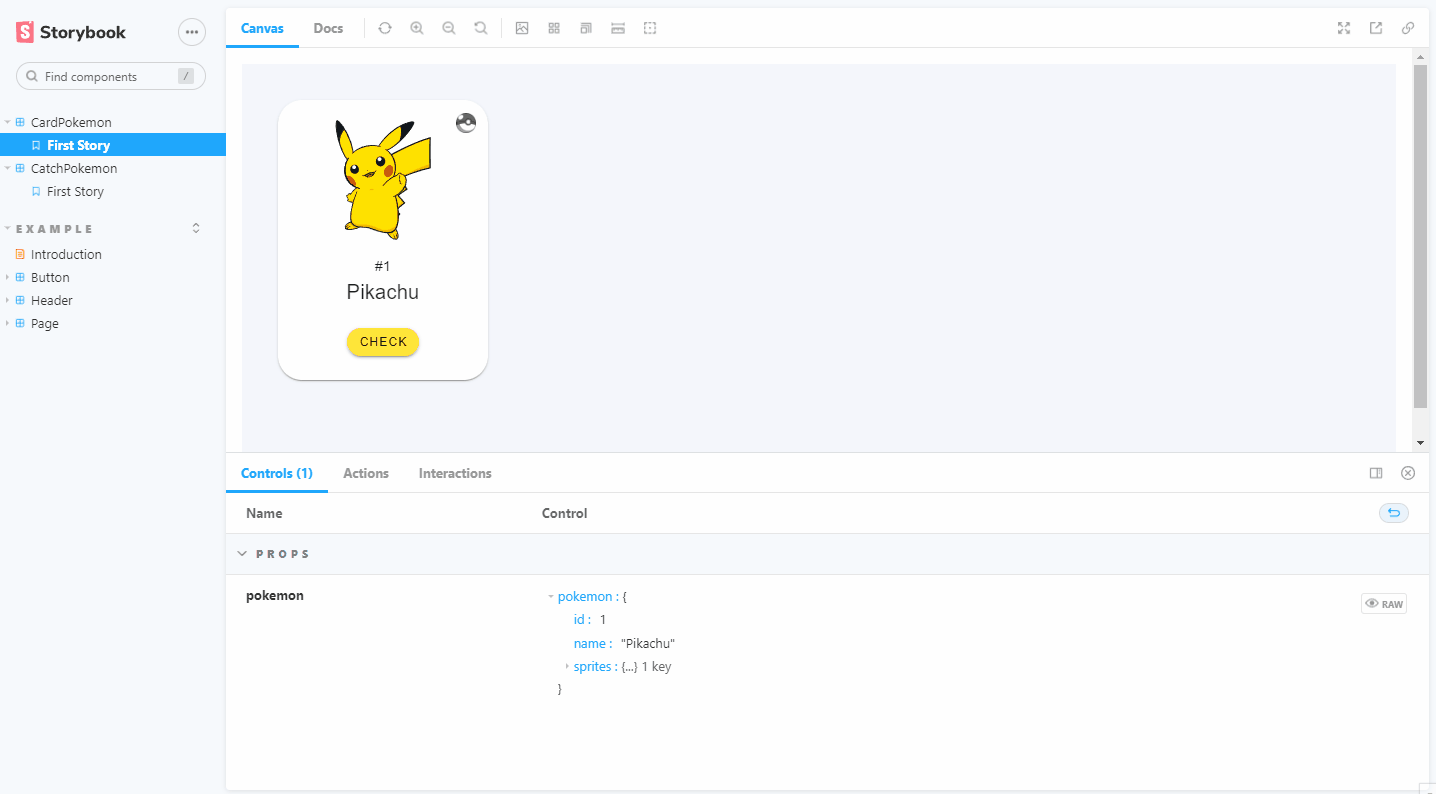 Storybook
Find components /
CardPokemon
First Story
CatchPokemon
First Story
EXAMPLE
Introduction
Button
Header
Page
Canvas Docs
#1
Pikachu
CHECK
Controls (1) Actions Interactions
Name Control
PROPS
pokemon
pokemon : {
RAW
id : 1
name : "Pikachu"
sprites : {...} 1 key
}